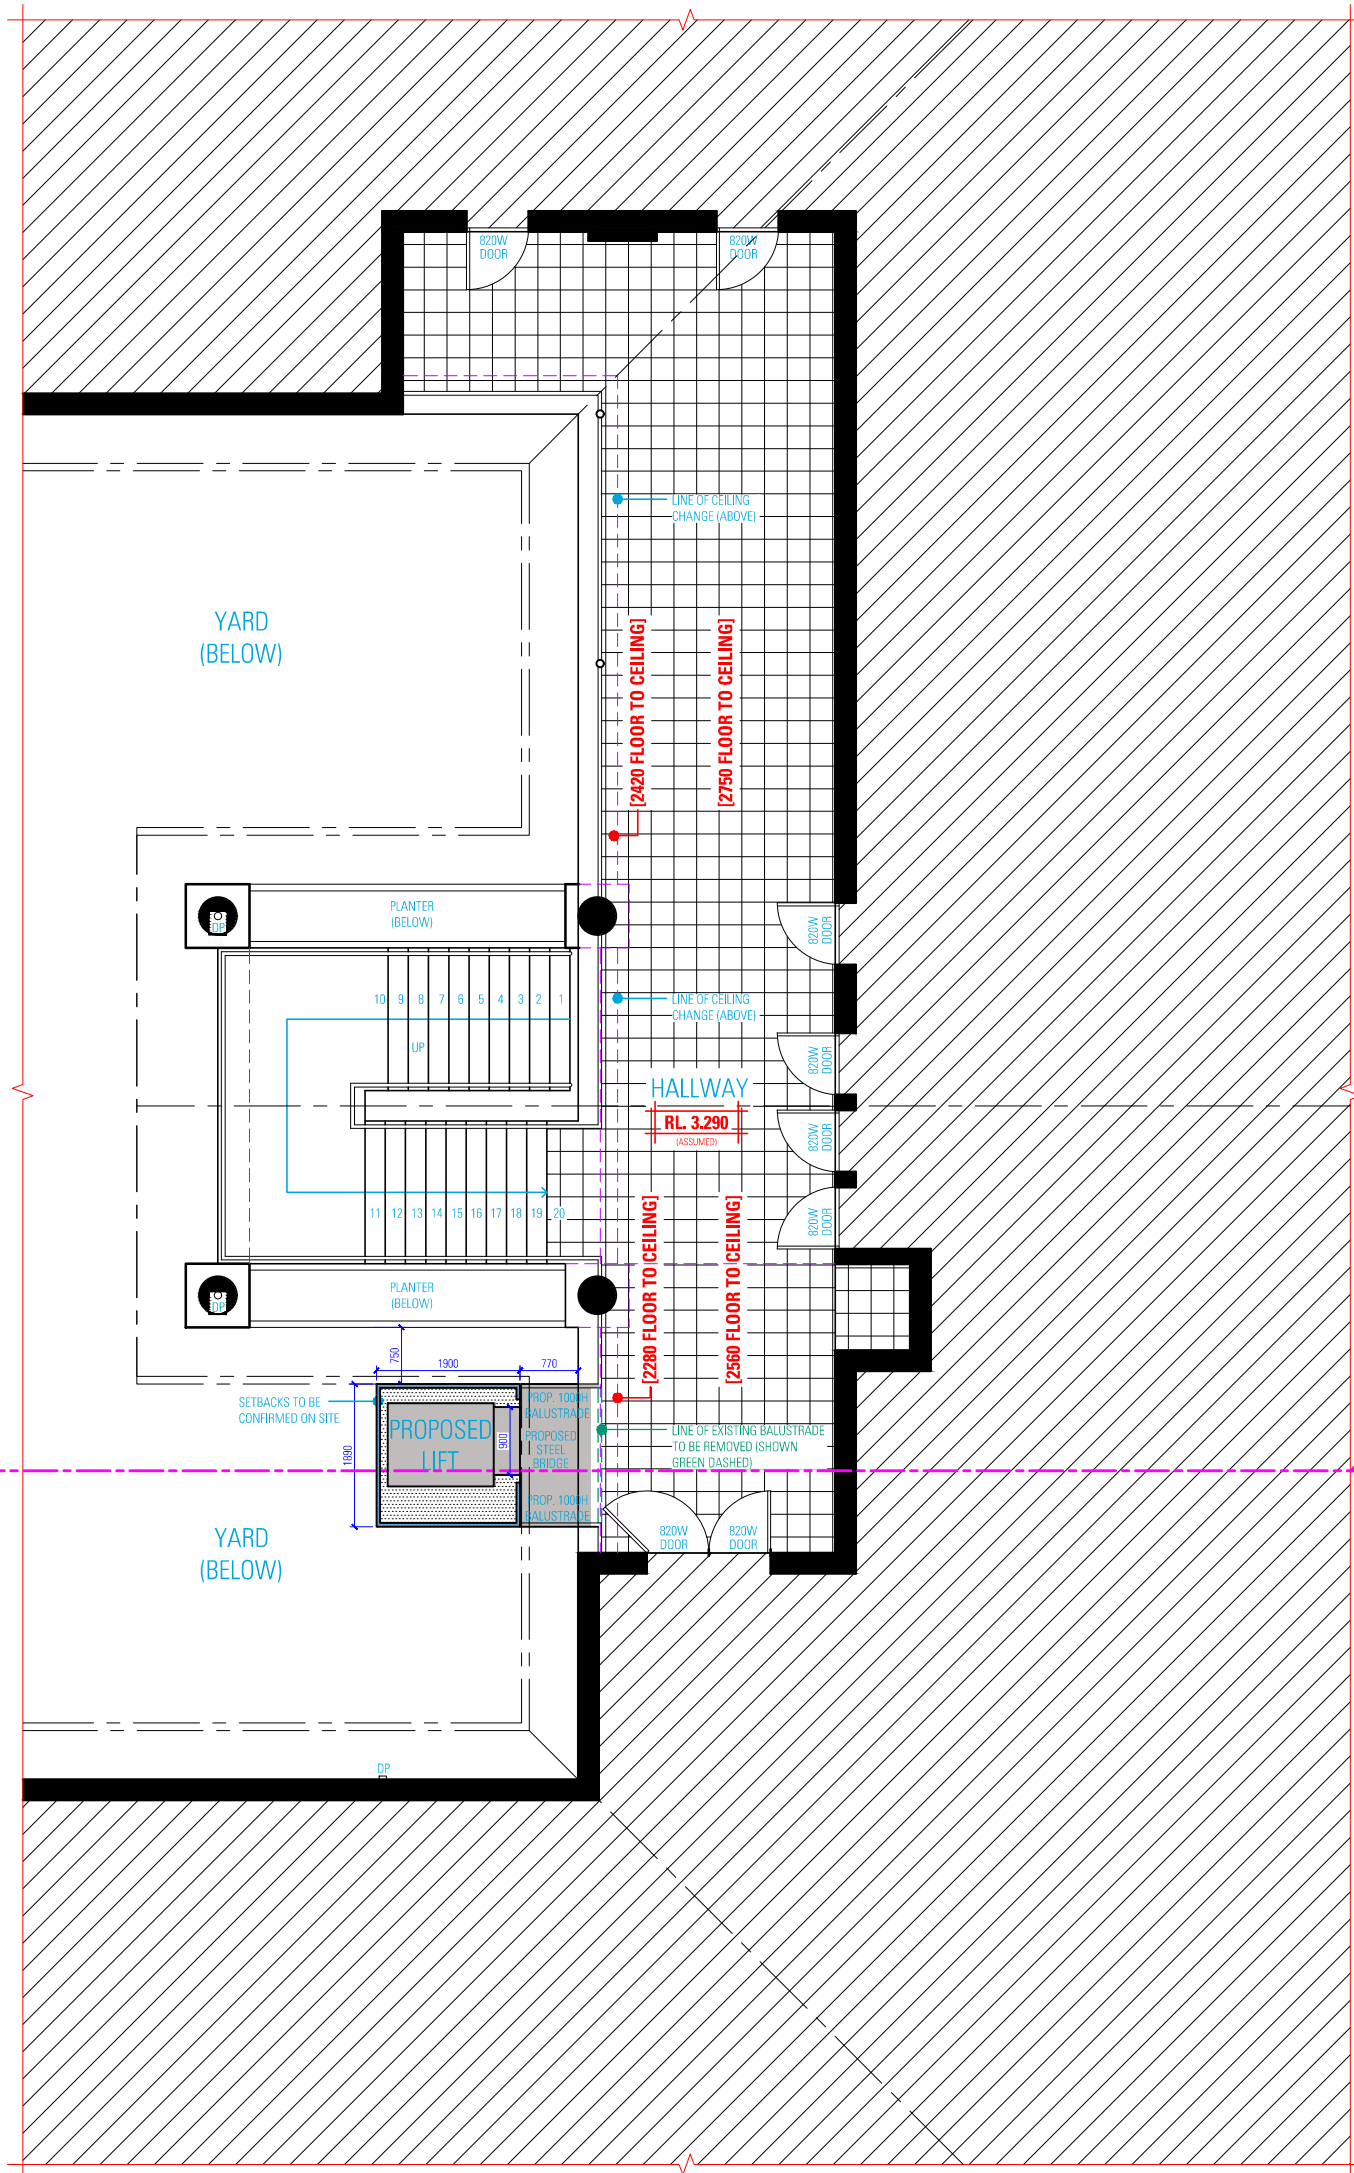 820W
DOOR
820W
DOOR
LINE OF CEILING
CHANGE (ABOVE)
YARD
(BELOW)
[2420 FLOOR TO CEILING]
[2750 FLOOR TO CEILING]
PLANTER
(BELOW)
DP
820W
DOOR
10 9 8 7 6 5 4 3 2 1
LINE OF CEILING
CHANGE (ABOVE)
UP
820W
DOOR
HALLWAY
RL. 3.290
(ASSUMED)
820W
DOOR
11 12 13 14 15 16 17 18 19 20
820W
DOOR
[2280 FLOOR TO CEILING]
[2560 FLOOR TO CEILING]
PLANTER
(BELOW)
DP
750
1900
770
SETBACKS TO BE
CONFIRMED ON SITE
PROP. 1000H
BALUSTRADE
PROPOSED
LIFT
900
1890
PROPOSED
STEEL
BRIDGE
LINE OF EXISTING BALUSTRADE
TO BE REMOVED (SHOWN
GREEN DASHED)
PROP. 1000H
BALUSTRADE
YARD
(BELOW)
820W
DOOR
820W
DOOR
DP